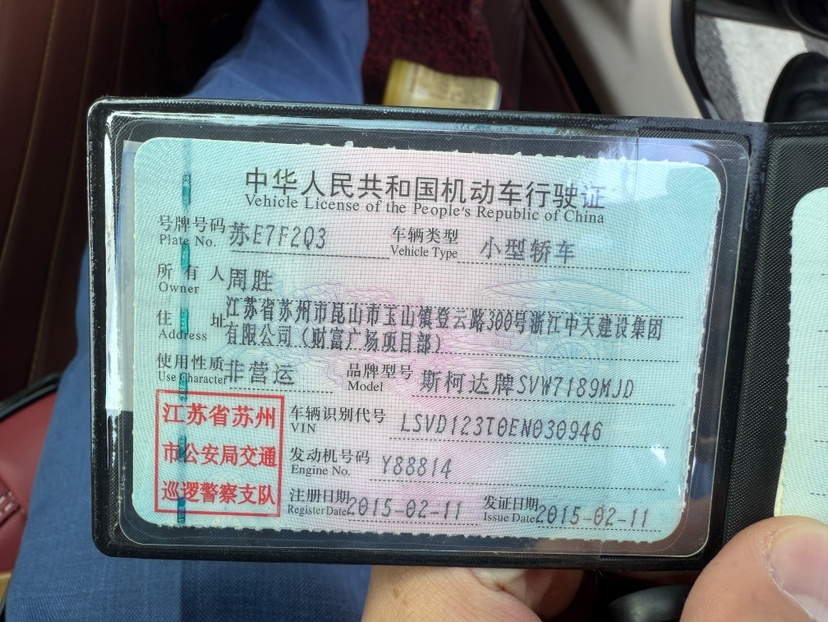 中华人民共和国机动车行驶证
Vehicle License of the People's Republic of China
号牌号码 苏E7F2Q3 车辆类型 小型轿车
Plate No. Vehicle Type
所有人 周胜
Owner
住址 江苏省苏州市昆山市玉山镇登云路300号浙江中天建设集团
Address 有限公司（财富广场项目部）
使用性质 非营运 品牌型号 斯柯达牌SVW7189MJD
Use Character Model
江苏省苏州
市公安局交通
巡逻警察支队
车辆识别代号 LSVD123T0EN030946
VIN
发动机号码 Y88814
Engine No.
注册日期 2015-02-11 发证日期 2015-02-11
Register Date Issue Date